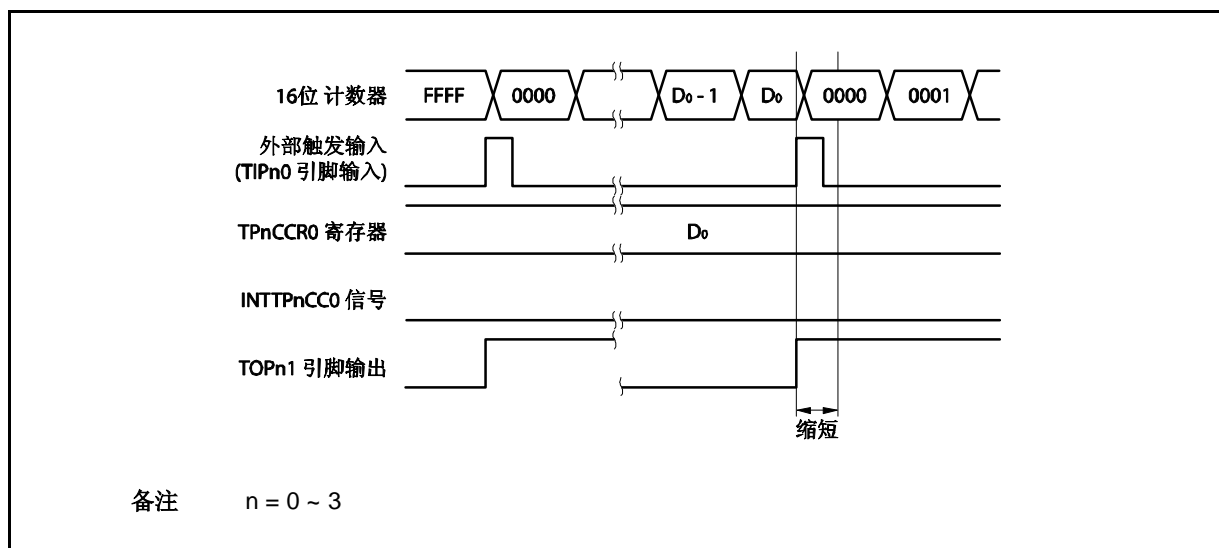 16位 计数器 FFFF 0000 D₀ - 1 D₀ 0000 0001
外部触发输入
(TIPn0 引脚输入)
TPnCCR0 寄存器 D₀
INTTPnCC0 信号
TOPn1 引脚输出
缩短
备注 n = 0 ~ 3